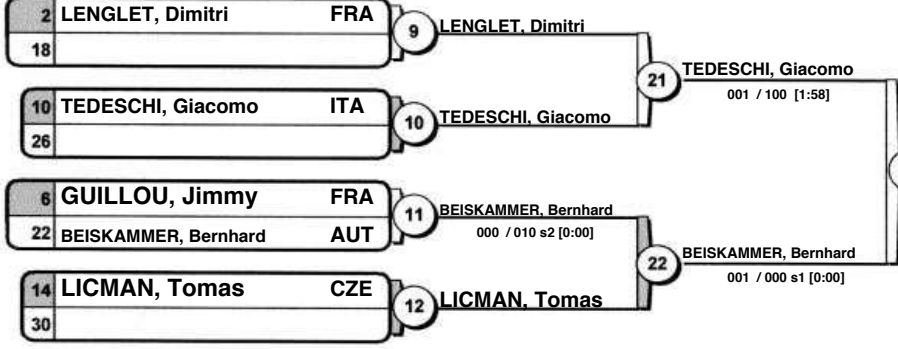 2 LENGLET, Dimitri FRA
18
9
LENGLET, Dimitri
10 TEDESCHI, Giacomo ITA
26
10
TEDESCHI, Giacomo
21
TEDESCHI, Giacomo
001 / 100 [1:58]
6 GUILLOU, Jimmy FRA
22 BEISKAMMER, Bernhard AUT
11
BEISKAMMER, Bernhard
000 / 010 s2 [0:00]
14 LICMAN, Tomas CZE
30
12
LICMAN, Tomas
22
BEISKAMMER, Bernhard
001 / 000 s1 [0:00]